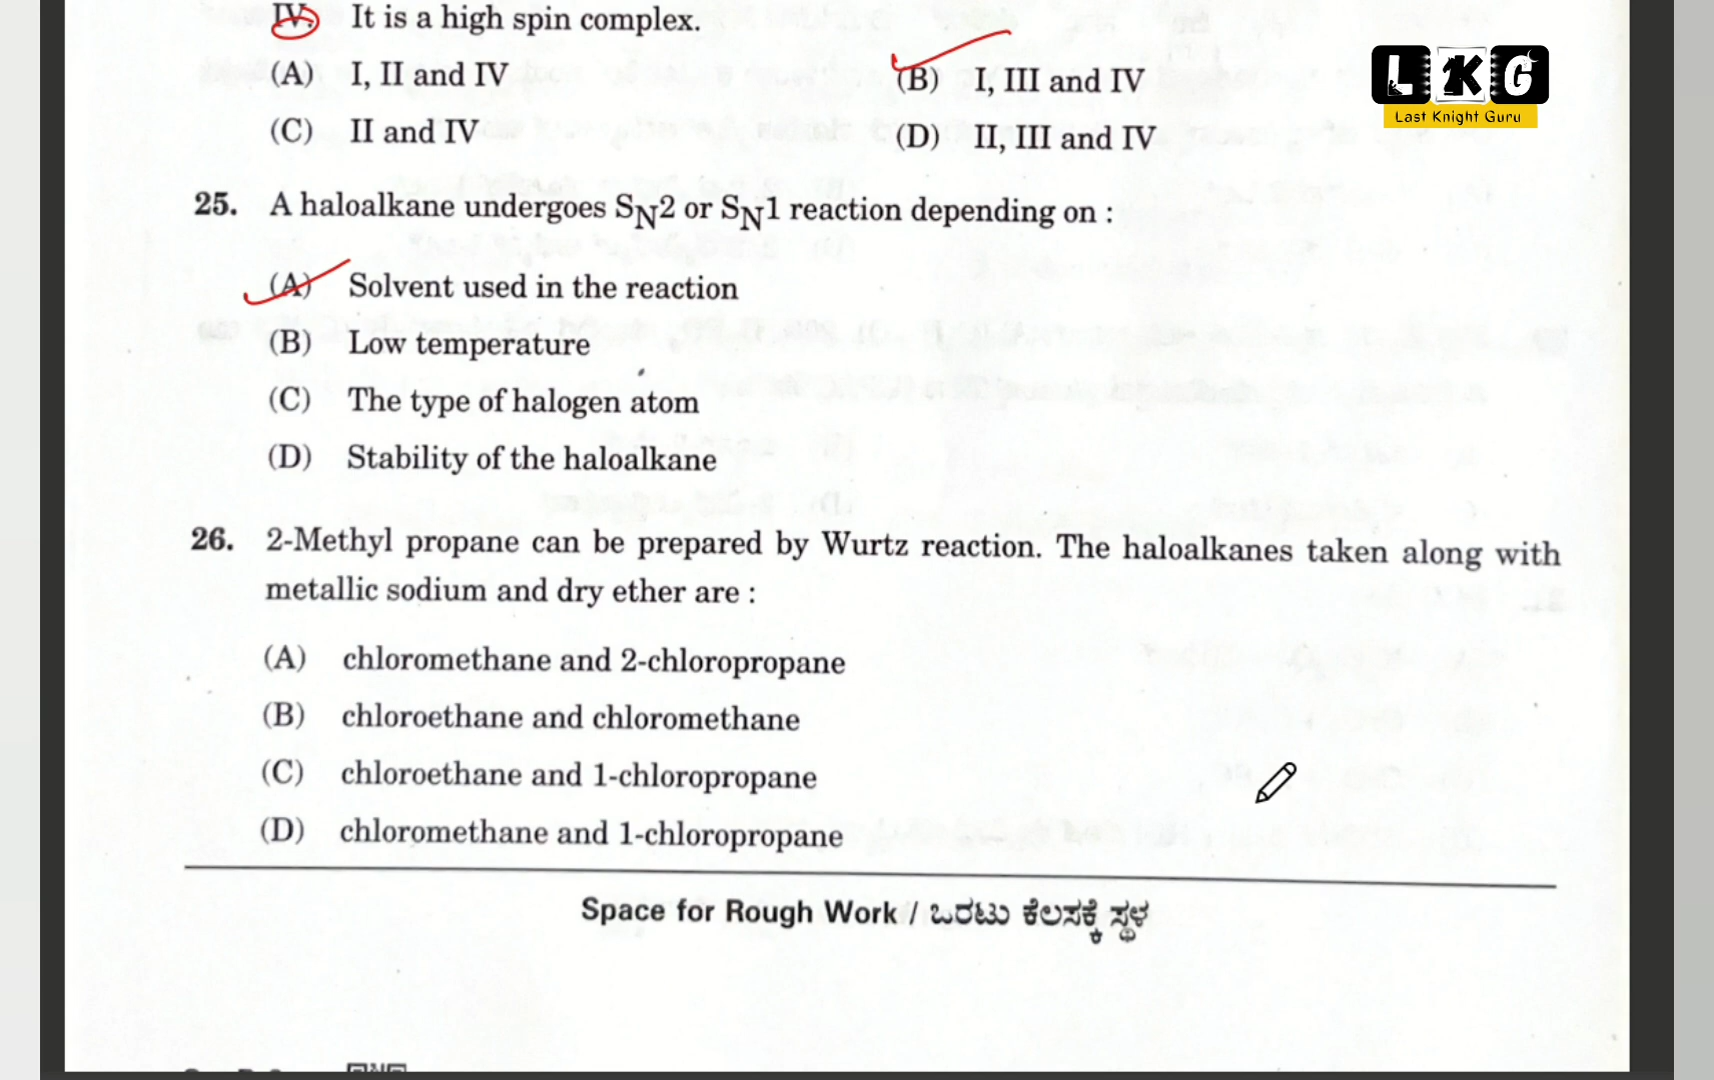 IV. It is a high spin complex.
(A) I, II and IV
(B) I, III and IV
(C) II and IV
(D) II, III and IV
LKG
Last Knight Guru
25. A haloalkane undergoes SN2 or SN1 reaction depending on :
(A) Solvent used in the reaction
(B) Low temperature
(C) The type of halogen atom
(D) Stability of the haloalkane
26. 2-Methyl propane can be prepared by Wurtz reaction. The haloalkanes taken along with
metallic sodium and dry ether are :
(A) chloromethane and 2-chloropropane
(B) chloroethane and chloromethane
(C) chloroethane and 1-chloropropane
(D) chloromethane and 1-chloropropane
Space for Rough Work / ಒರಟು ಕೆಲಸಕ್ಕೆ ಸ್ಥಳ